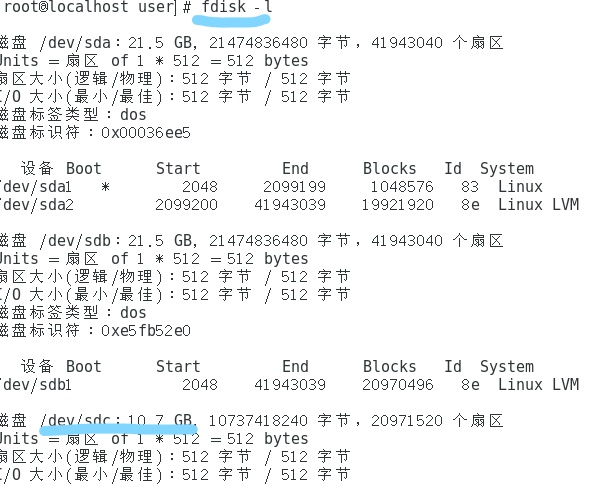 root@localhost user]# fdisk -l
磁盘 /dev/sda：21.5 GB, 21474836480 字节，41943040 个扇区
Units = 扇区 of 1 * 512 = 512 bytes
扇区大小(逻辑/物理)：512 字节 / 512 字节
I/O 大小(最小/最佳)：512 字节 / 512 字节
磁盘标签类型：dos
磁盘标识符：0x00036ee5
设备 Boot Start End Blocks Id System
/dev/sda1 * 2048 2099199 1048576 83 Linux
/dev/sda2 2099200 41943039 19921920 8e Linux LVM
磁盘 /dev/sdb：21.5 GB, 21474836480 字节，41943040 个扇区
Units = 扇区 of 1 * 512 = 512 bytes
扇区大小(逻辑/物理)：512 字节 / 512 字节
I/O 大小(最小/最佳)：512 字节 / 512 字节
磁盘标签类型：dos
磁盘标识符：0xe5fb52e0
设备 Boot Start End Blocks Id System
/dev/sdb1 2048 41943039 20970496 8e Linux LVM
磁盘 /dev/sdc：10.7 GB, 10737418240 字节，20971520 个扇区
Units = 扇区 of 1 * 512 = 512 bytes
扇区大小(逻辑/物理)：512 字节 / 512 字节
I/O 大小(最小/最佳)：512 字节 / 512 字节